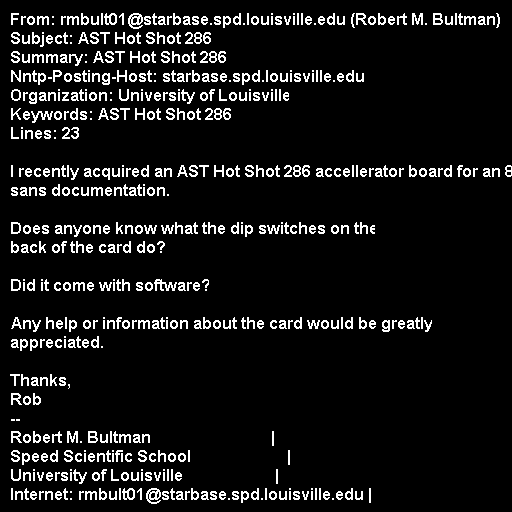 From: rmbult01@starbase.spd.louisville.edu (Robert M. Bultman)
Subject: AST Hot Shot 286
Summary: AST Hot Shot 286
Nntp-Posting-Host: starbase.spd.louisville.edu
Organization: University of Louisville
Keywords: AST Hot Shot 286
Lines: 23

I recently acquired an AST Hot Shot 286 accellerator board for an 8
sans documentation.

Does anyone know what the dip switches on the
back of the card do?

Did it come with software?

Any help or information about the card would be greatly
appreciated.

Thanks,
Rob
--
Robert M. Bultman |
Speed Scientific School |
University of Louisville |
Internet: rmbult01@starbase.spd.louisville.edu |